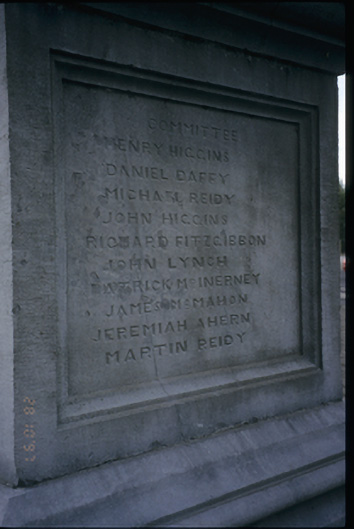 COMMITTEE
HENRY HIGGINS
DANIEL DAFFY
MICHAEL REIDY
JOHN HIGGINS
RICHARD FITZGIBBON
JOHN LYNCH
PATRICK McINERNEY
JAMES McMAHON
JEREMIAH AHERN
MARTIN REIDY